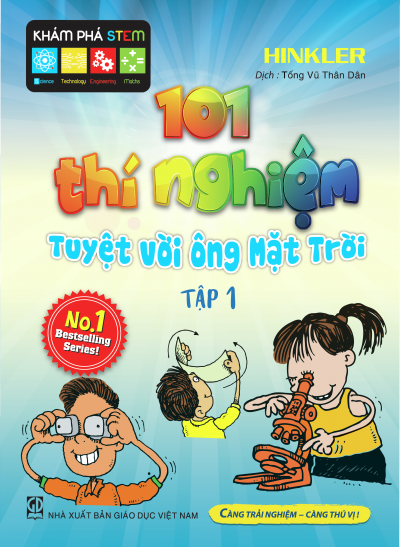 KHÁM PHÁ STEM
Science Technology Engineering Maths
HINKLER
Dịch : Tống Vũ Thân Dân
101
thí nghiệm
Tuyệt vời ông Mặt Trời
TẬP 1
No.1
Bestselling
Series!
NHÀ XUẤT BẢN GIÁO DỤC VIỆT NAM
CÀNG TRẢI NGHIỆM – CÀNG THÚ VỊ !